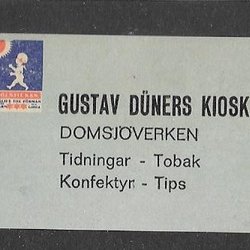 GUSTAV DÜNERS KIOSK
DOMSJÖVERKEN
Tidningar - Tobak
Konfektyr - Tips